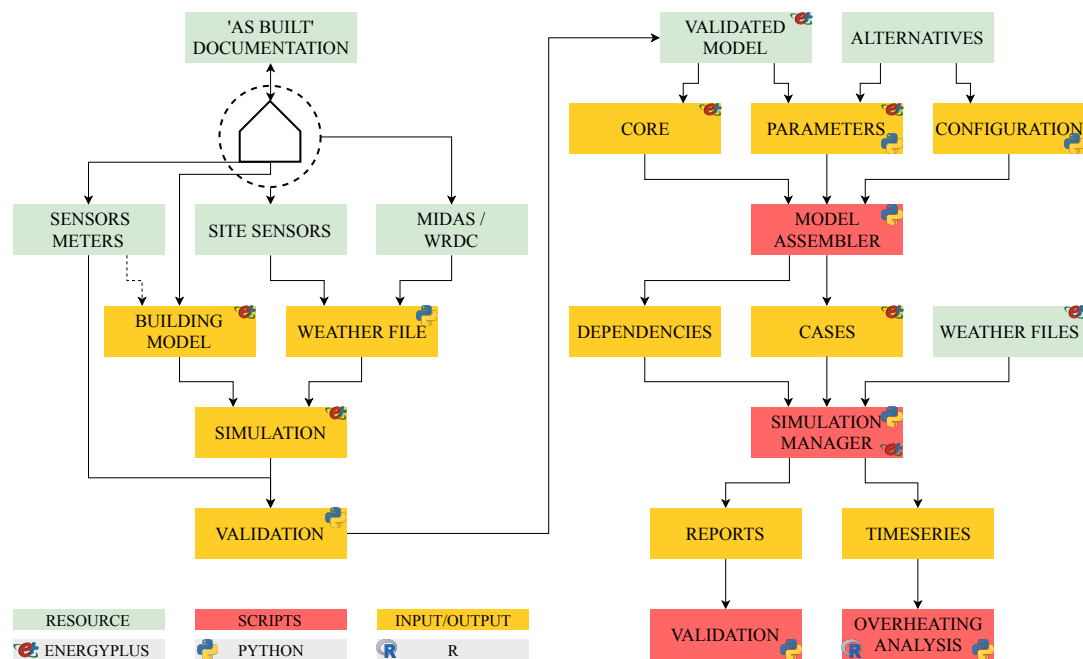 'AS BUILT'
DOCUMENTATION
SENSORS
METERS
SITE SENSORS
MIDAS /
WRDC
BUILDING
MODEL
WEATHER FILE
SIMULATION
VALIDATION
VALIDATED
MODEL
ALTERNATIVES
CORE
PARAMETERS
CONFIGURATION
MODEL
ASSEMBLER
DEPENDENCIES
CASES
WEATHER FILES
SIMULATION
MANAGER
REPORTS
TIMESERIES
VALIDATION
OVERHEATING
ANALYSIS
RESOURCE
SCRIPTS
INPUT/OUTPUT
ENERGYPLUS
PYTHON
R